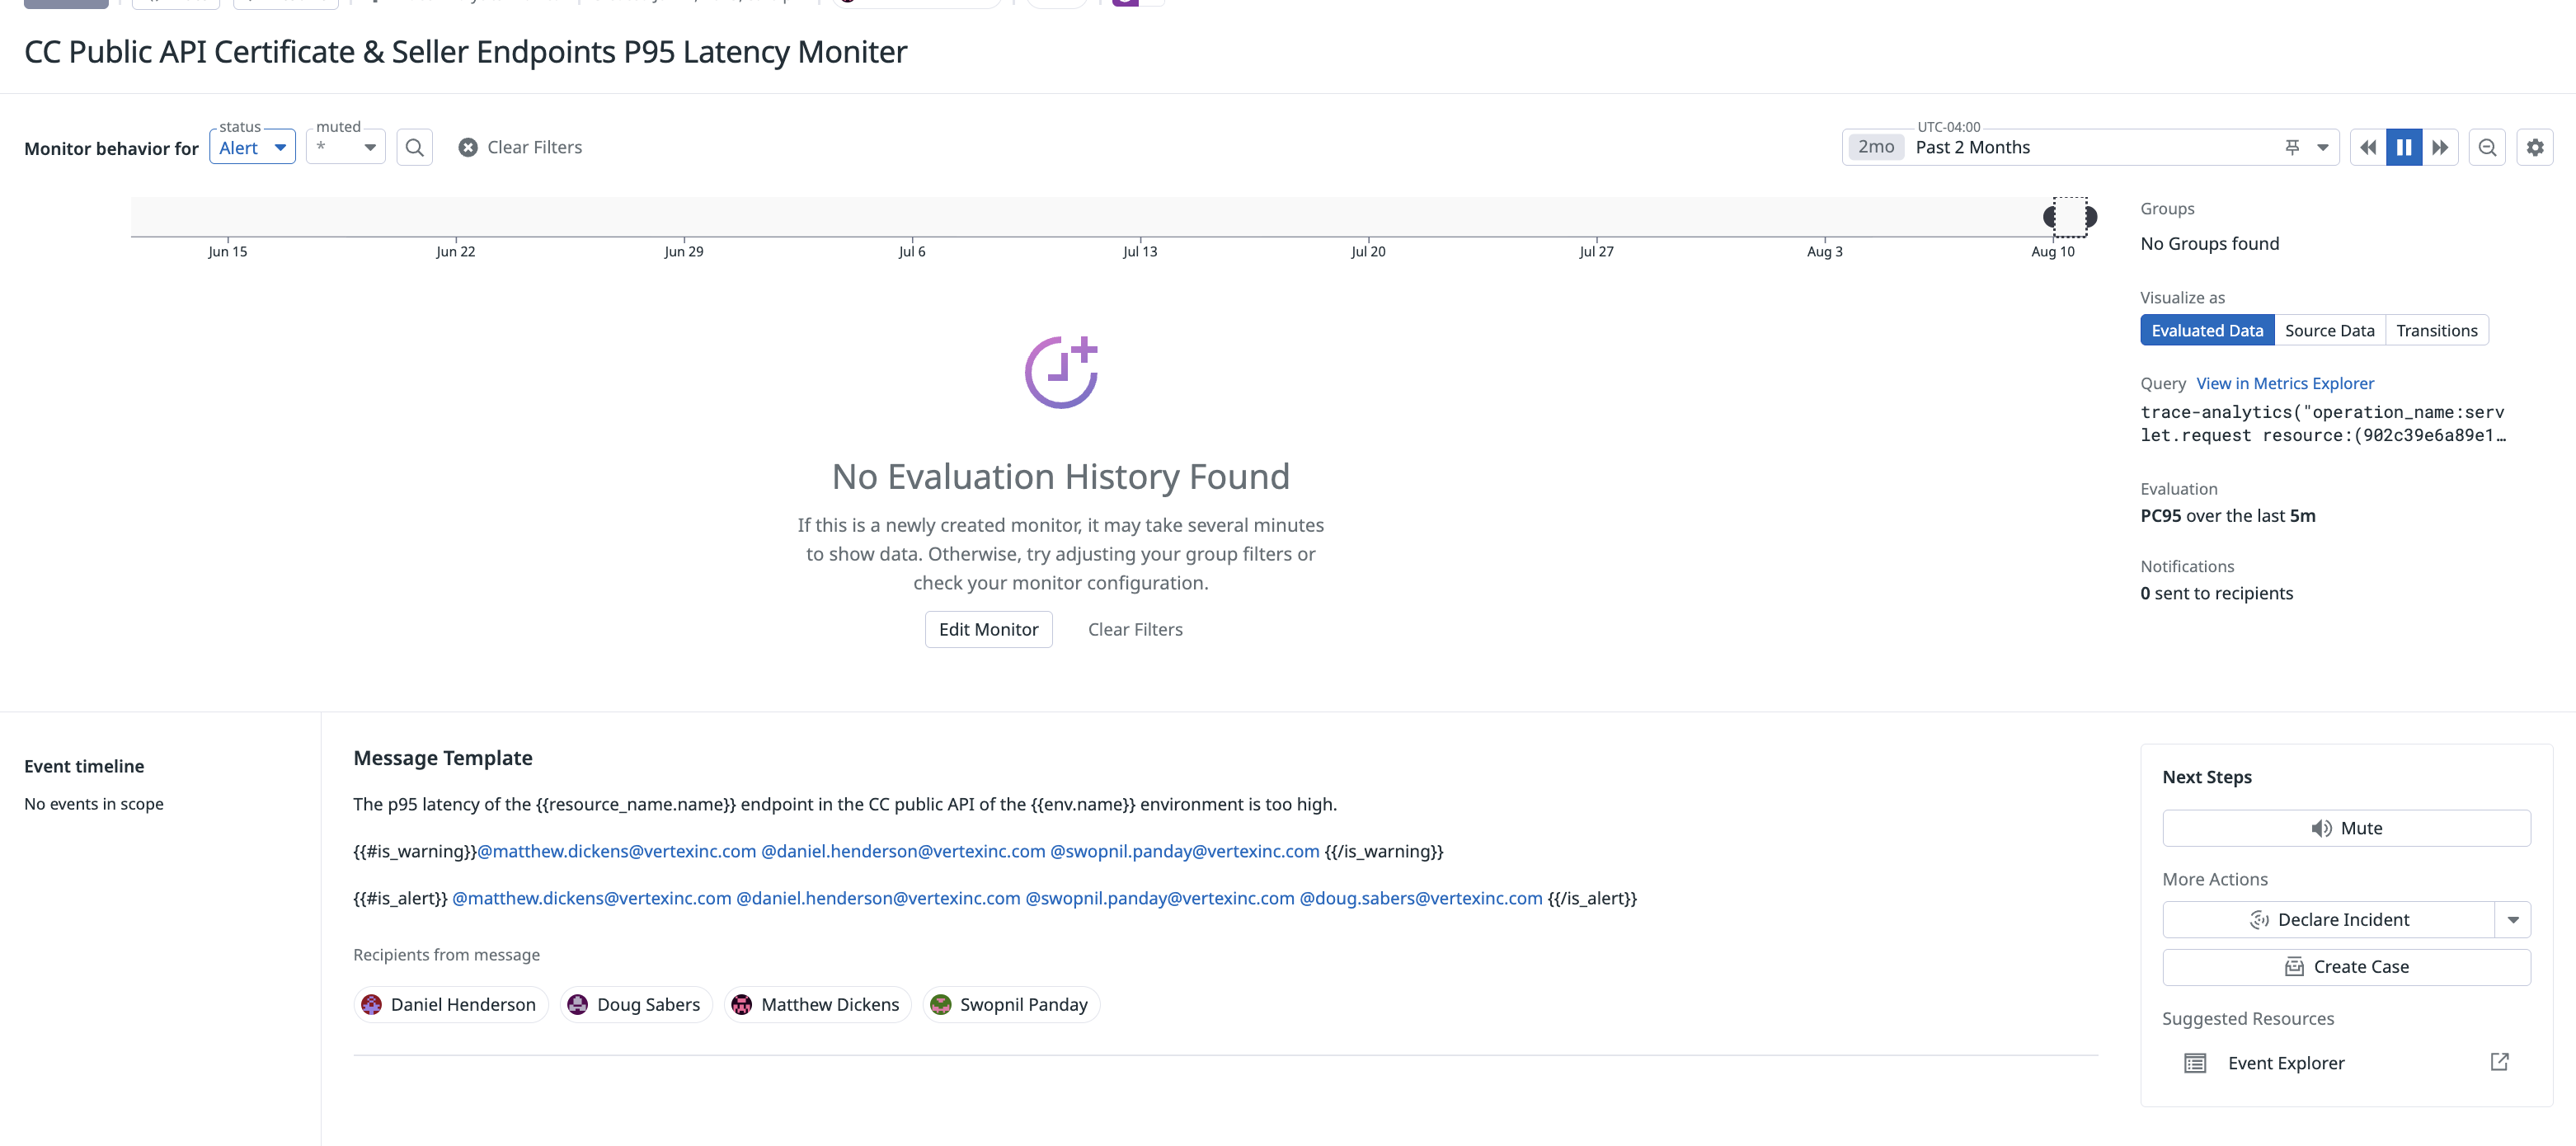 CC Public API Certificate & Seller Endpoints P95 Latency Moniter
Monitor behavior for
status
Alert
muted
*
Clear Filters
UTC-04:00
2mo Past 2 Months
Jun 15 Jun 22 Jun 29 Jul 6 Jul 13 Jul 20 Jul 27 Aug 3 Aug 10
No Evaluation History Found
If this is a newly created monitor, it may take several minutes
to show data. Otherwise, try adjusting your group filters or
check your monitor configuration.
Edit Monitor Clear Filters
Groups
No Groups found
Visualize as
Evaluated Data Source Data Transitions
Query View in Metrics Explorer
trace-analytics("operation_name:serv
let.request resource:(902c39e6a89e1…
Evaluation
PC95 over the last 5m
Notifications
0 sent to recipients
Event timeline
No events in scope
Message Template
The p95 latency of the {{resource_name.name}} endpoint in the CC public API of the {{env.name}} environment is too high.
{{#is_warning}}@matthew.dickens@vertexinc.com @daniel.henderson@vertexinc.com @swopnil.panday@vertexinc.com {{/is_warning}}
{{#is_alert}} @matthew.dickens@vertexinc.com @daniel.henderson@vertexinc.com @swopnil.panday@vertexinc.com @doug.sabers@vertexinc.com {{/is_alert}}
Recipients from message
Daniel Henderson Doug Sabers Matthew Dickens Swopnil Panday
Next Steps
Mute
More Actions
Declare Incident
Create Case
Suggested Resources
Event Explorer